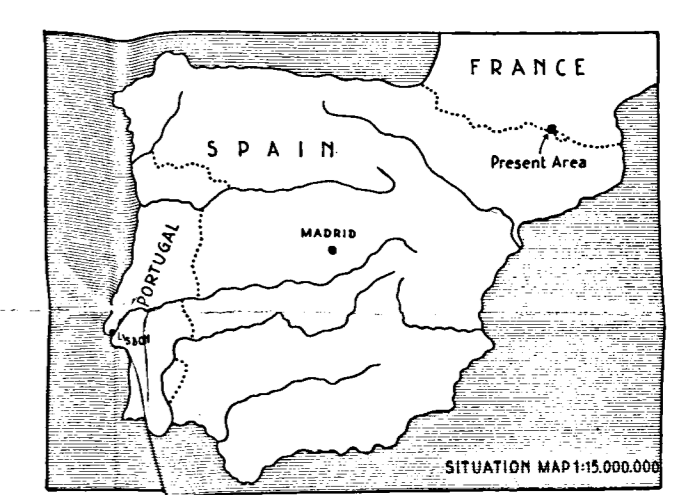 FRANCE
Present Area
SPAIN
MADRID
PORTUGAL
LISBON
SITUATION MAP 1:15.000.000